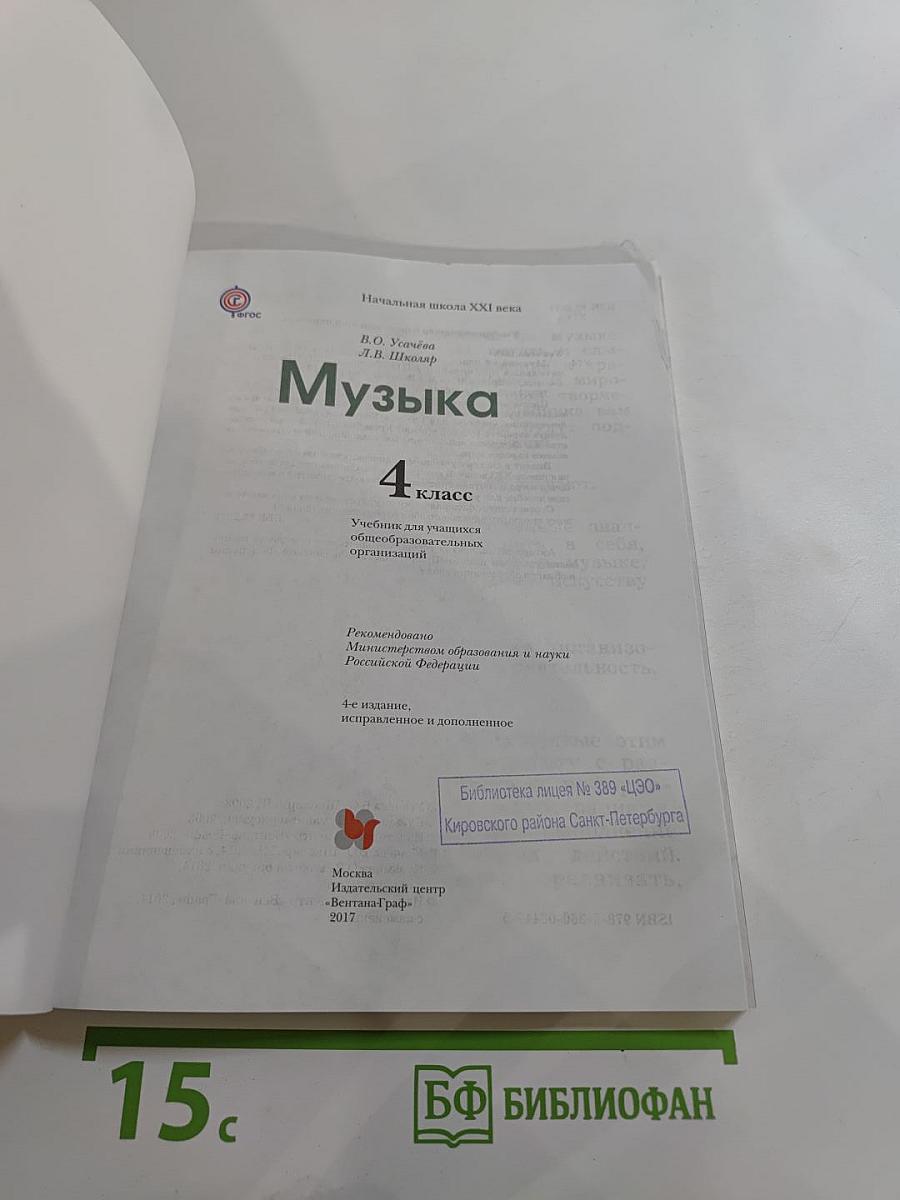 ФГОС
Начальная школа XXI века
В.О. Усачёва
Л.В. Школяр
Музыка
4 класс
Учебник для учащихся
общеобразовательных
организаций
Рекомендовано
Министерством образования и науки
Российской Федерации
4-е издание,
исправленное и дополненное
Библиотека лицея № 389 «ЦЭО»
Кировского района Санкт-Петербурга
Москва
Издательский центр
«Вентана-Граф»
2017
15 с
БФ БИБЛИОФАН